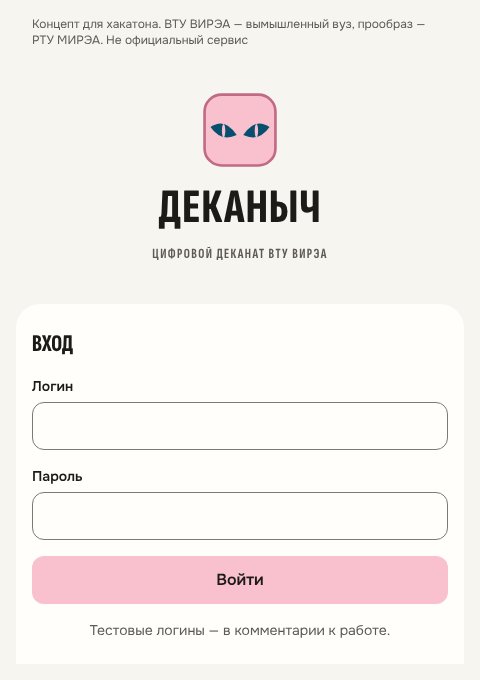 Концепт для хакатона. ВТУ ВИРЭА — вымышленный вуз, прообраз —
РТУ МИРЭА. Не официальный сервис
ДЕКАНЫЧ
ЦИФРОВОЙ ДЕКАНАТ ВТУ ВИРЭА
ВХОД
Логин
Пароль
Войти
Тестовые логины — в комментарии к работе.